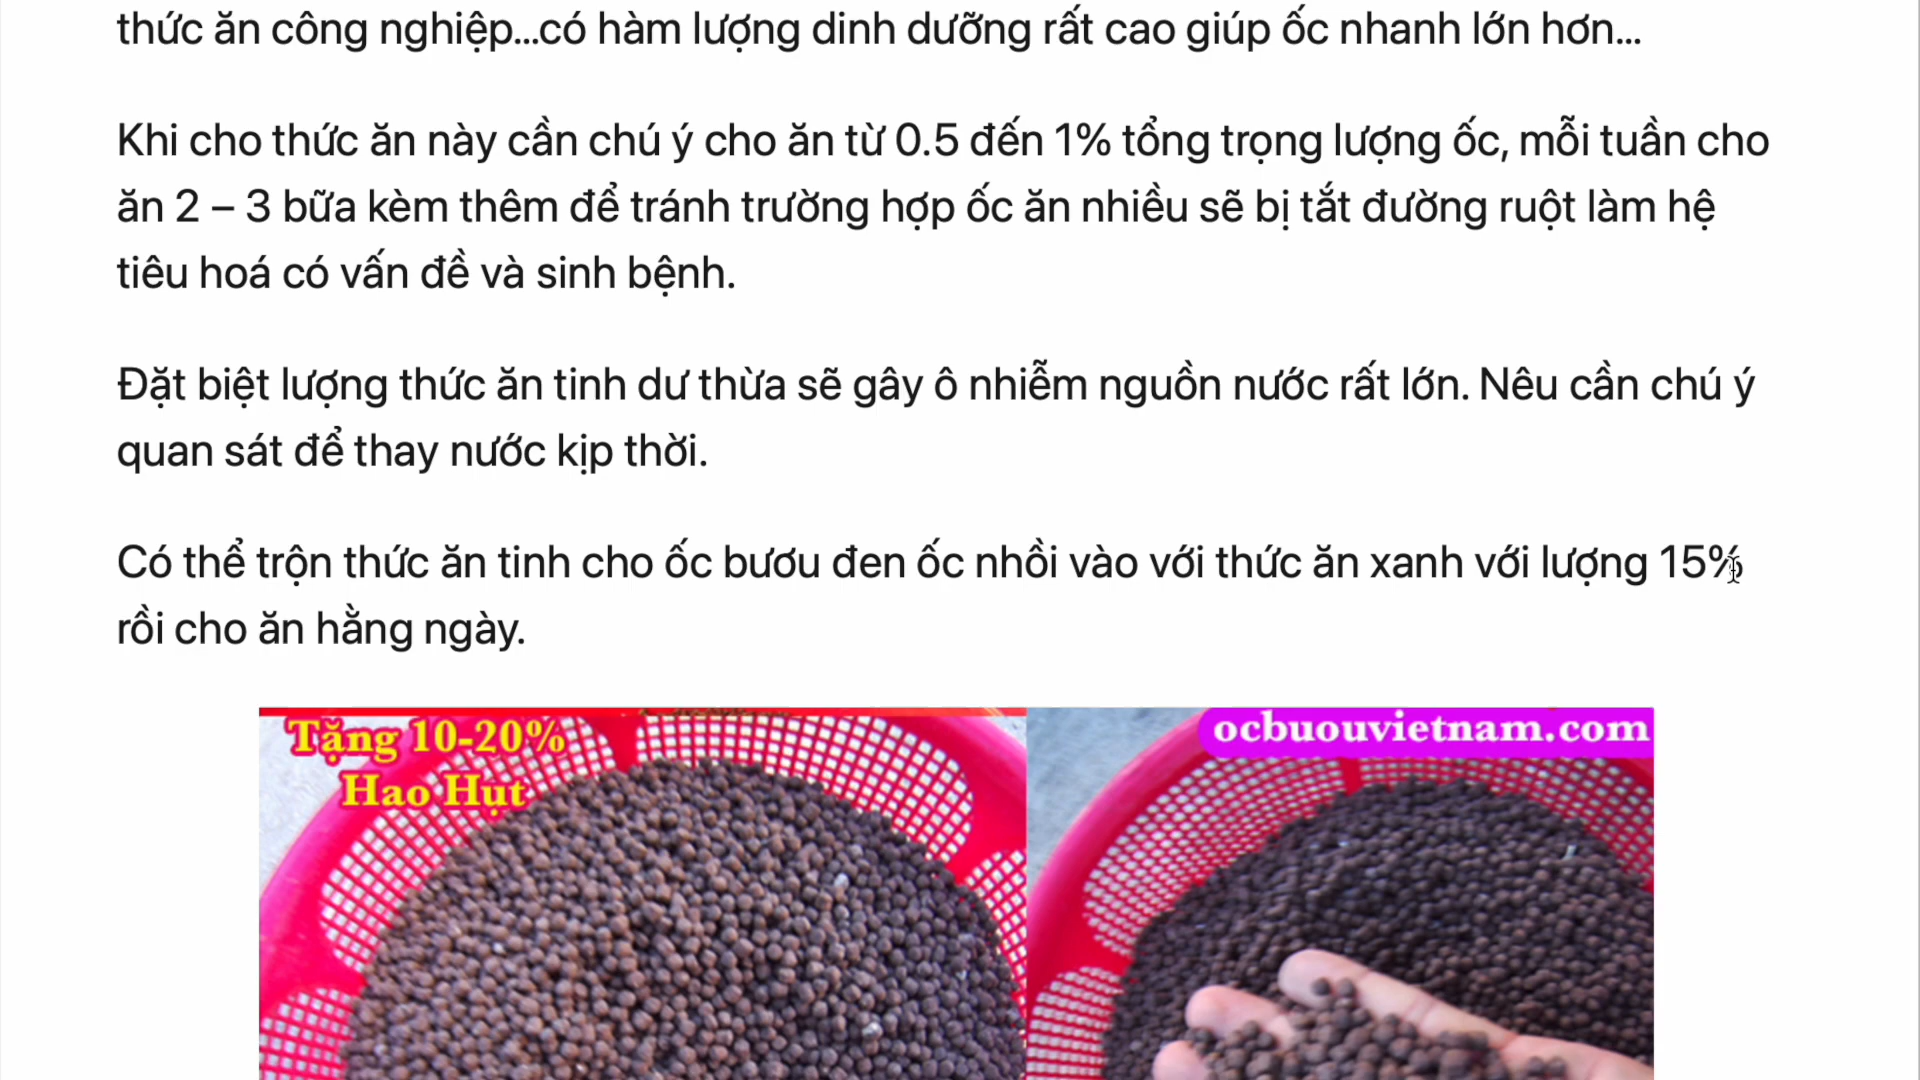 thức ăn công nghiệp...có hàm lượng dinh dưỡng rất cao giúp ốc nhanh lớn hơn...
Khi cho thức ăn này cần chú ý cho ăn từ 0.5 đến 1% tổng trọng lượng ốc, mỗi tuần cho
ăn 2 – 3 bữa kèm thêm để tránh trường hợp ốc ăn nhiều sẽ bị tắt đường ruột làm hệ
tiêu hoá có vấn đề và sinh bệnh.
Đặt biệt lượng thức ăn tinh dư thừa sẽ gây ô nhiễm nguồn nước rất lớn. Nêu cần chú ý
quan sát để thay nước kịp thời.
Có thể trộn thức ăn tinh cho ốc bươu đen ốc nhồi vào với thức ăn xanh với lượng 15%
rồi cho ăn hằng ngày.
Tặng 10-20%
Hao Hụt
ocbuouvietnam.com